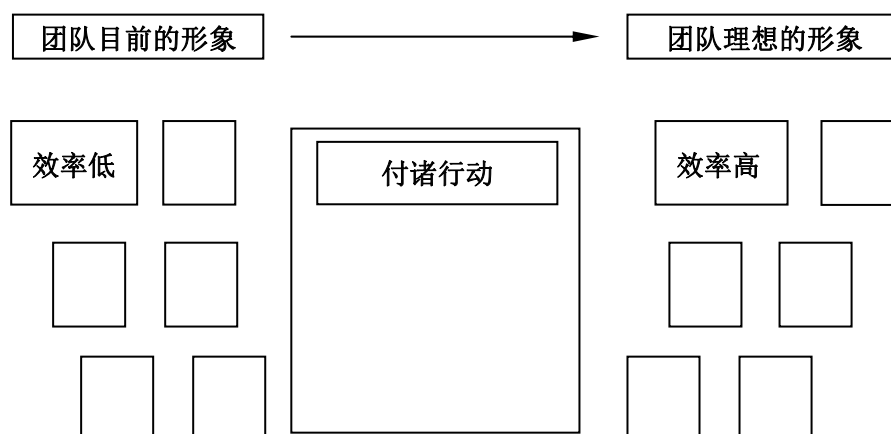 团队目前的形象
团队理想的形象
效率低
付诸行动
效率高